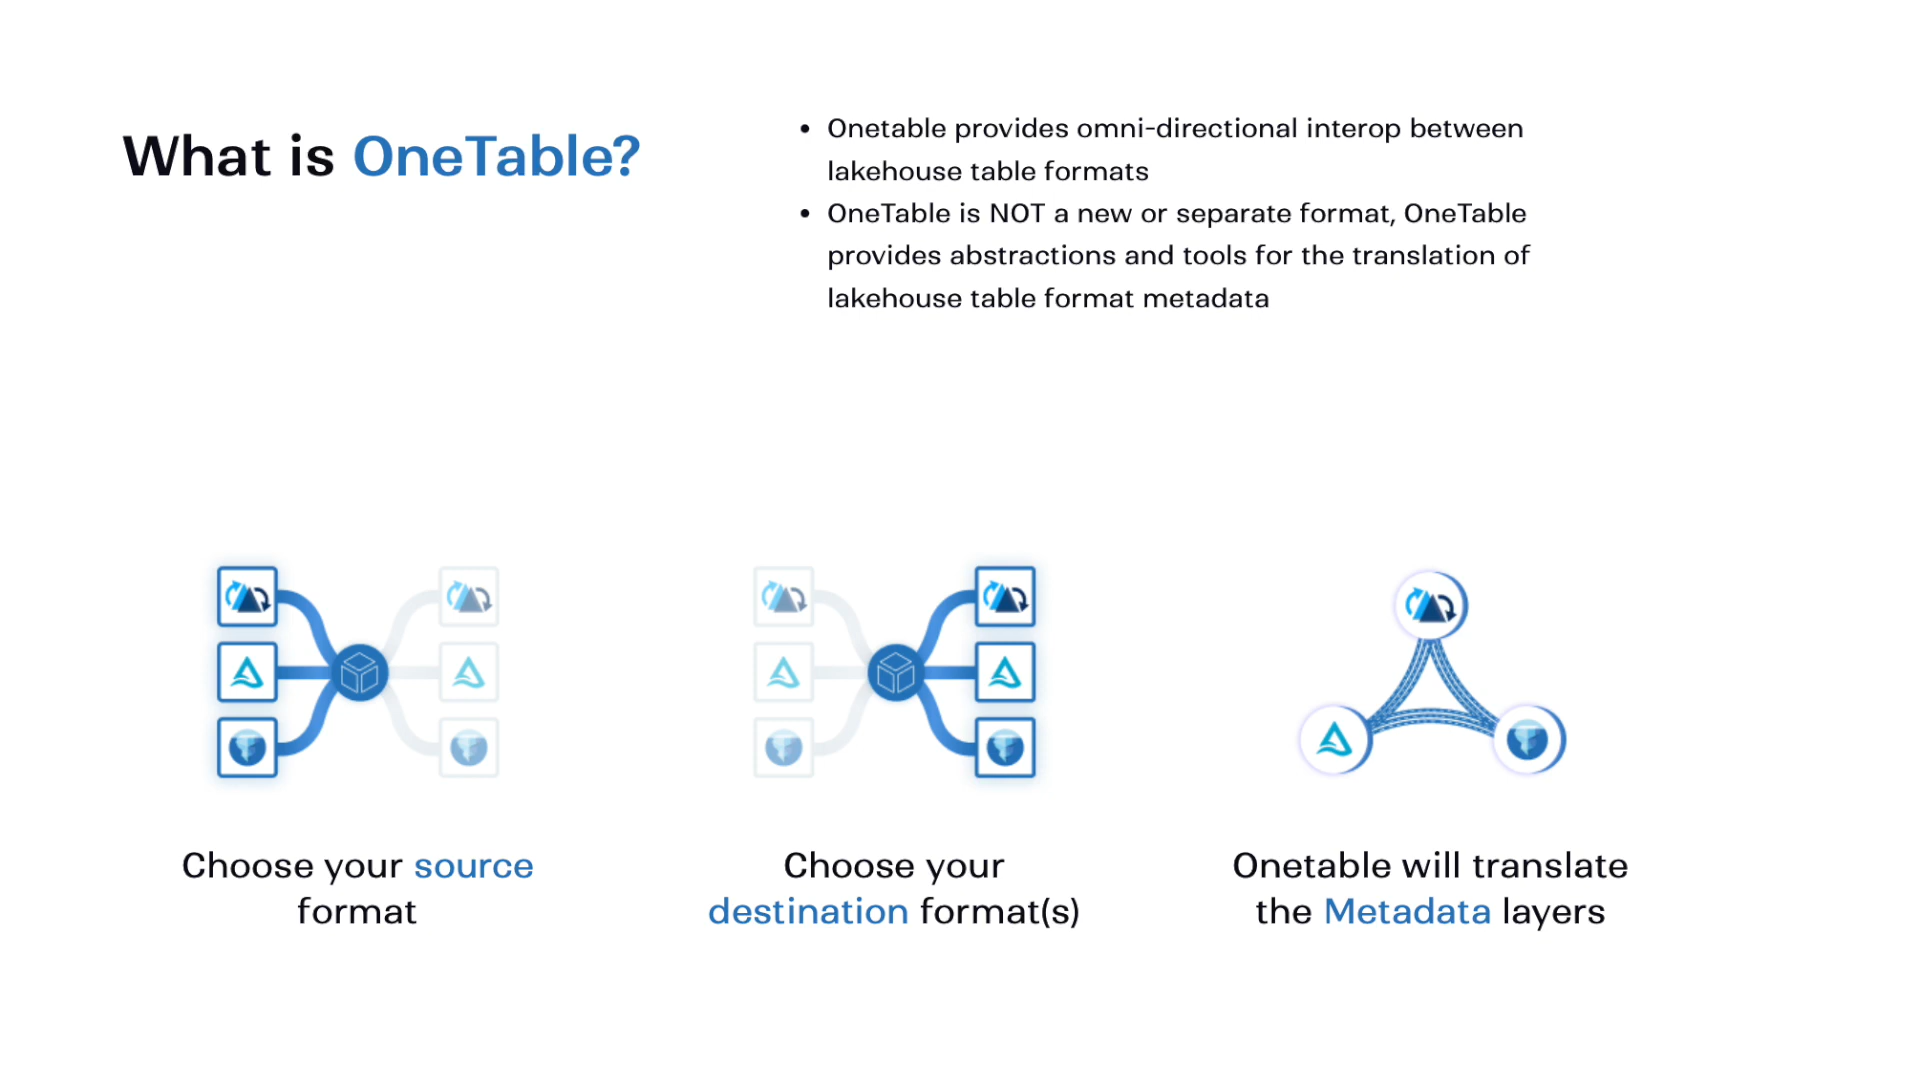 What is OneTable?
• Onetable provides omni-directional interop between
lakehouse table formats
• OneTable is NOT a new or separate format, OneTable
provides abstractions and tools for the translation of
lakehouse table format metadata
Choose your source
format
Choose your
destination format(s)
Onetable will translate
the Metadata layers